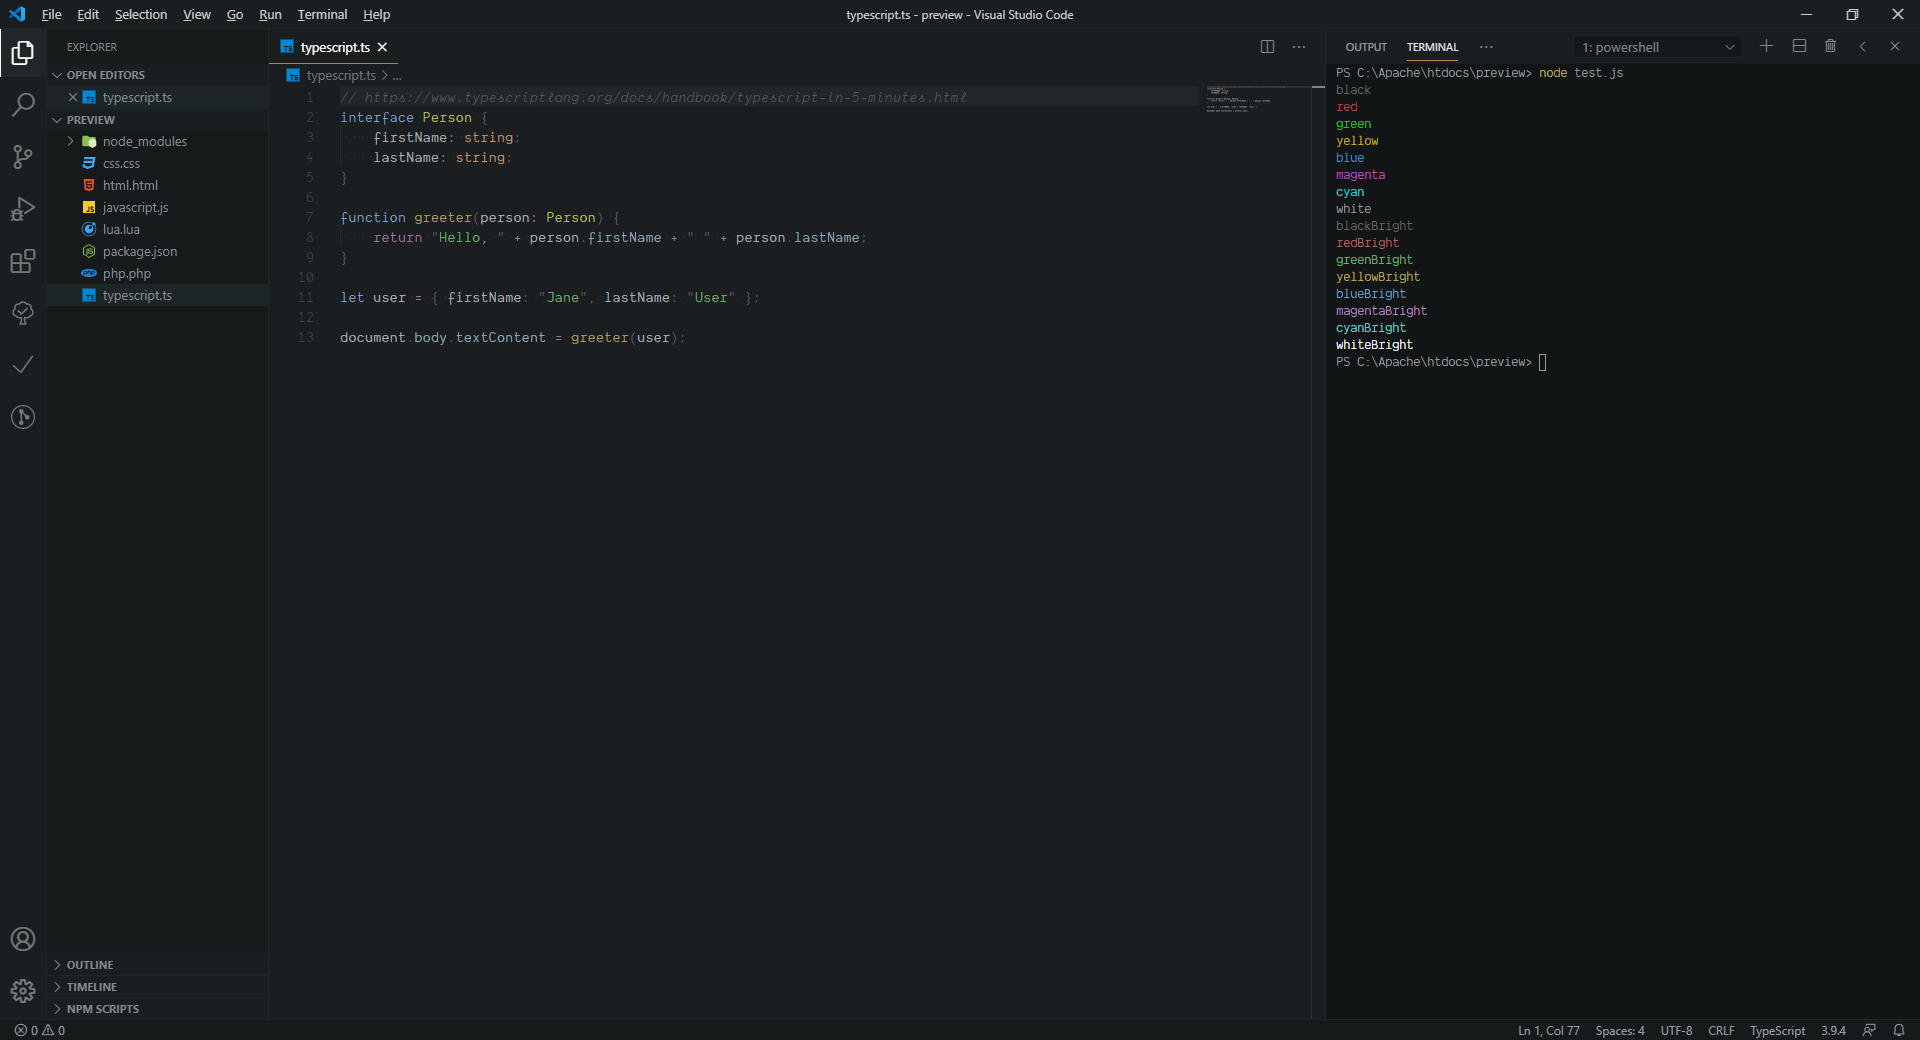 File Edit Selection View Go Run Terminal Help
typescript.ts - preview - Visual Studio Code
EXPLORER
OPEN EDITORS
typescript.ts
PREVIEW
node_modules
css.css
html.html
javascript.js
lua.lua
package.json
php.php
typescript.ts
OUTLINE
TIMELINE
NPM SCRIPTS
typescript.ts
typescript.ts > ...
1 // https://www.typescriptlang.org/docs/handbook/typescript-in-5-minutes.html
2 interface Person {
3 firstName: string;
4 lastName: string;
5 }
6
7 function greeter(person: Person) {
8 return "Hello, " + person.firstName + " " + person.lastName;
9 }
10
11 let user = { firstName: "Jane", lastName: "User" };
12
13 document.body.textContent = greeter(user);
OUTPUT TERMINAL ... 1: powershell
PS C:\Apache\htdocs\preview> node test.js
black
red
green
yellow
blue
magenta
cyan
white
blackBright
redBright
greenBright
yellowBright
blueBright
magentaBright
cyanBright
whiteBright
PS C:\Apache\htdocs\preview>
0 0 Ln 1, Col 77 Spaces: 4 UTF-8 CRLF TypeScript 3.9.4